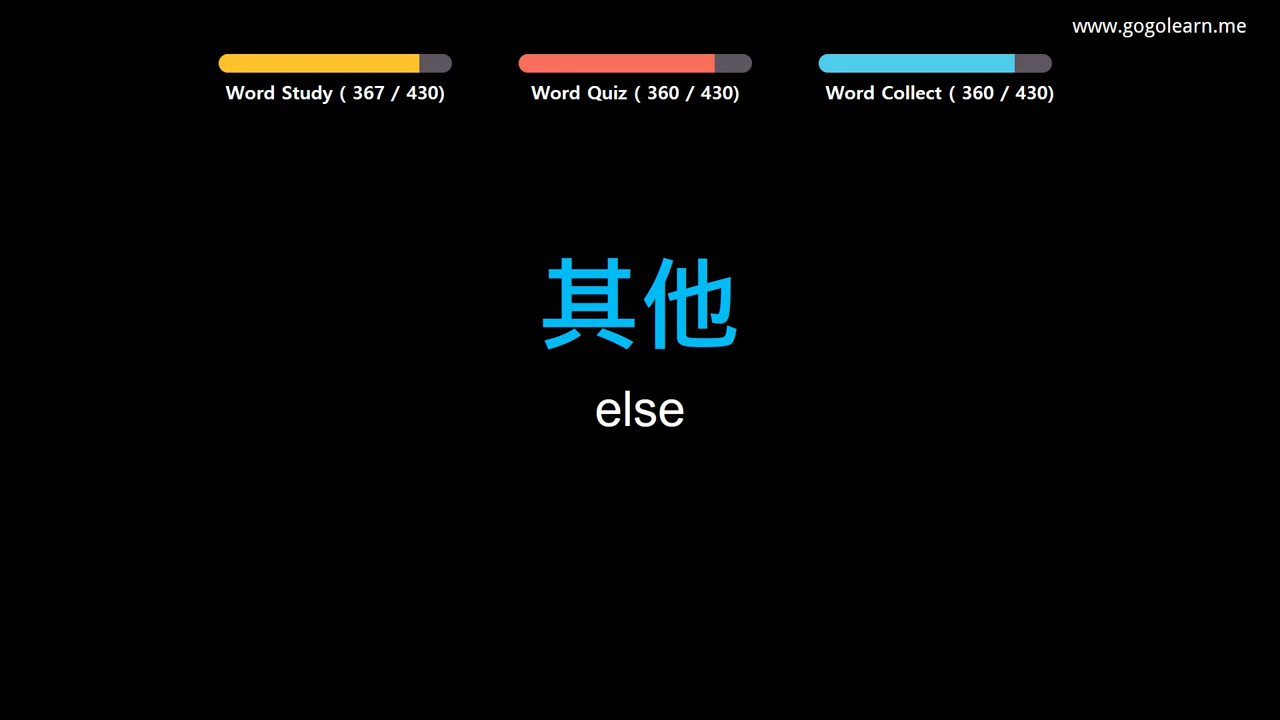 www.gogolearn.me
Word Study ( 367 / 430)
Word Quiz ( 360 / 430)
Word Collect ( 360 / 430)
其他
else